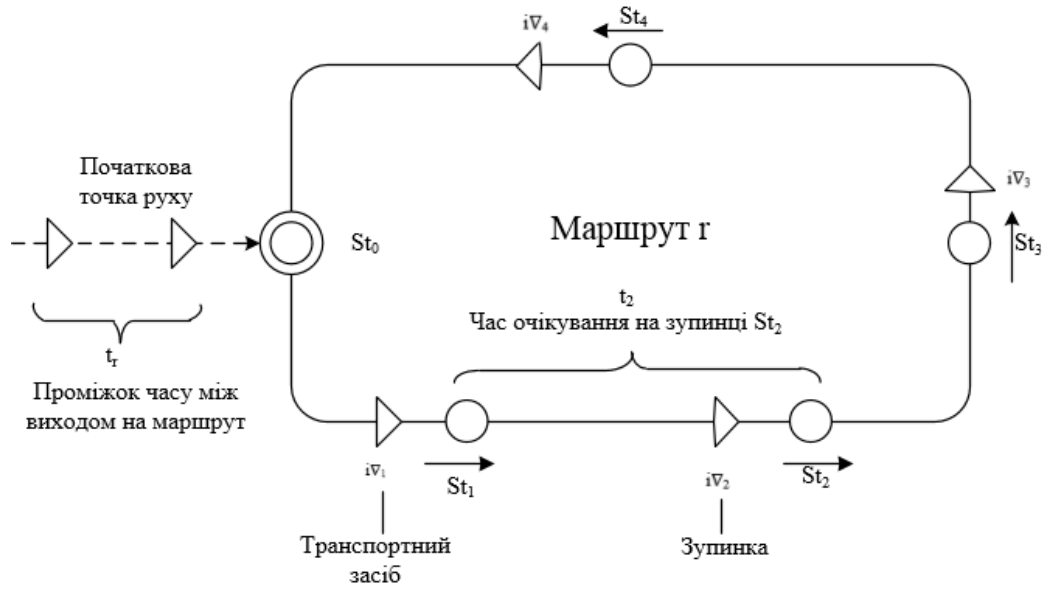 i∇₄
St₄
Початкова
точка руху
i∇₃
St₀
Маршрут r
St₃
t₂
Час очікування на зупинці St₂
tᵣ
Проміжок часу між
виходом на маршрут
i∇₁
St₁
i∇₂
St₂
Транспортний
засіб
Зупинка